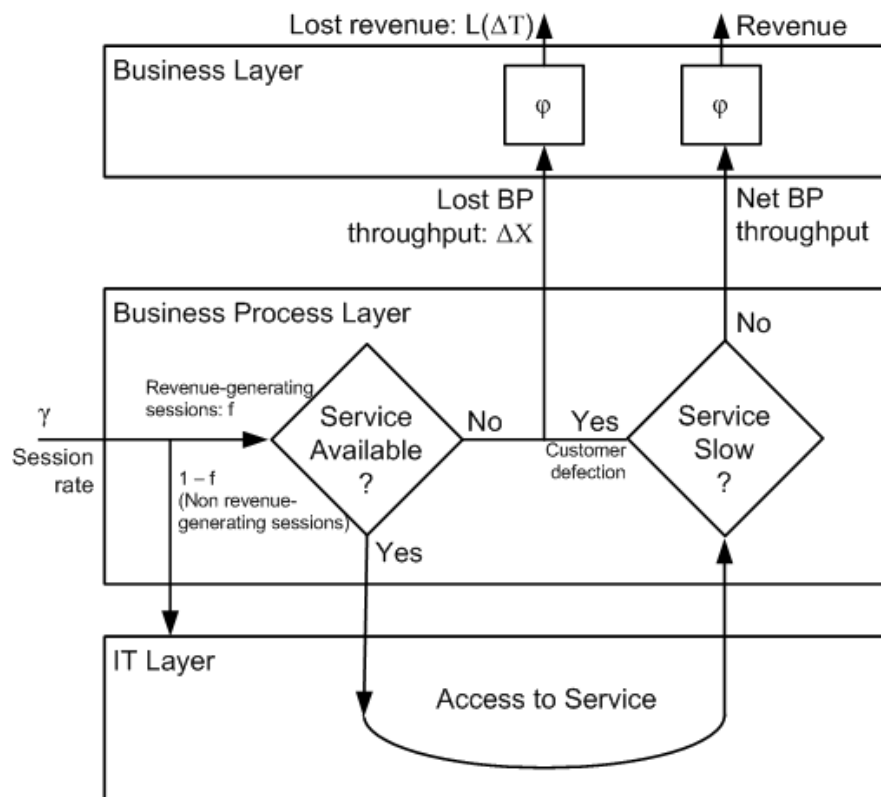 Lost revenue: L(ΔT)
Revenue
Business Layer
φ
φ
Lost BP
throughput: ΔX
Net BP
throughput
Business Process Layer
No
Revenue-generating
sessions: f
γ
Session
rate
Service
Available
?
No
Yes
Customer
defection
Service
Slow
?
1 – f
(Non revenue-
generating sessions)
Yes
IT Layer
Access to Service